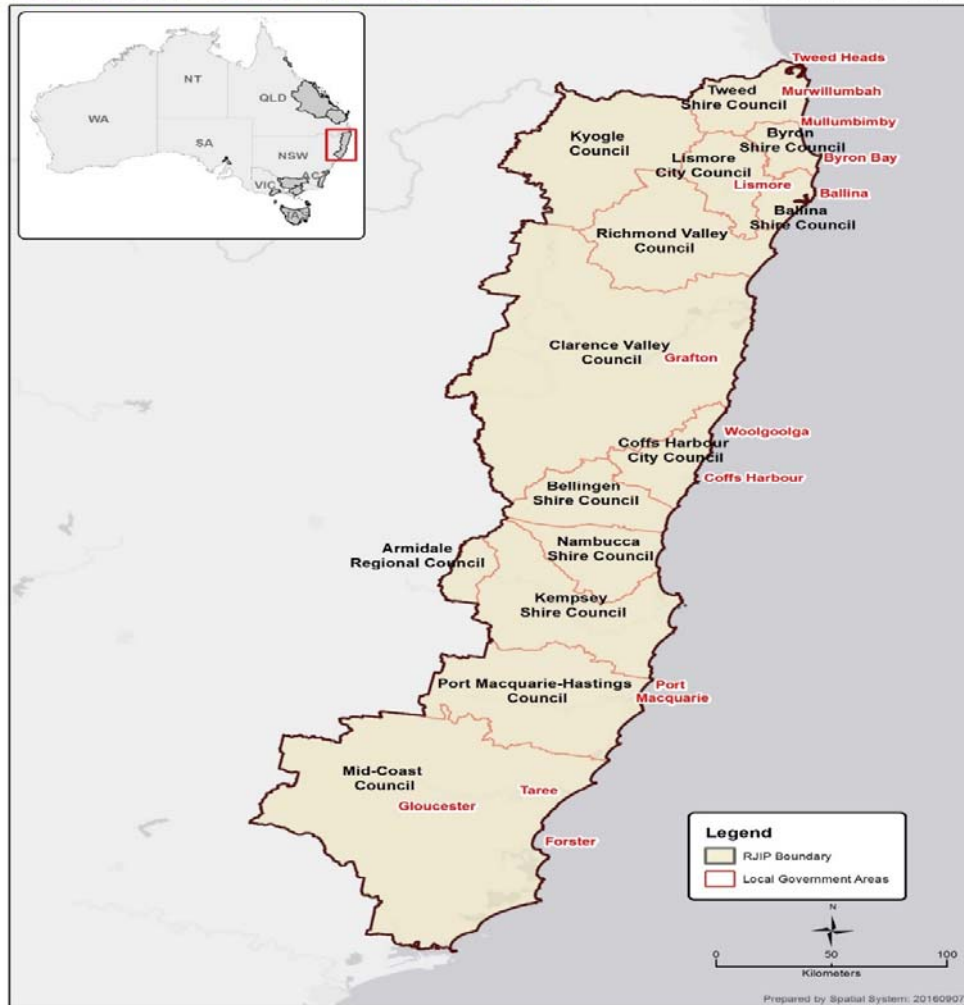 NT
QLD
WA
SA
NSW
ACT
VIC
TAS
Tweed Heads
Tweed
Shire Council
Murwillumbah
Mullumbimby
Kyogle
Council
Byron
Shire Council
Lismore
City Council
Byron Bay
Lismore
Ballina
Ballina
Shire Council
Richmond Valley
Council
Clarence Valley
Council
Grafton
Woolgoolga
Coffs Harbour
City Council
Coffs Harbour
Bellingen
Shire Council
Armidale
Regional Council
Nambucca
Shire Council
Kempsey
Shire Council
Port Macquarie-Hastings
Council
Port
Macquarie
Mid-Coast
Council
Taree
Gloucester
Forster
Legend
RJIP Boundary
Local Government Areas
N
0 50 100
Kilometers
Prepared by Spatial System: 20160907